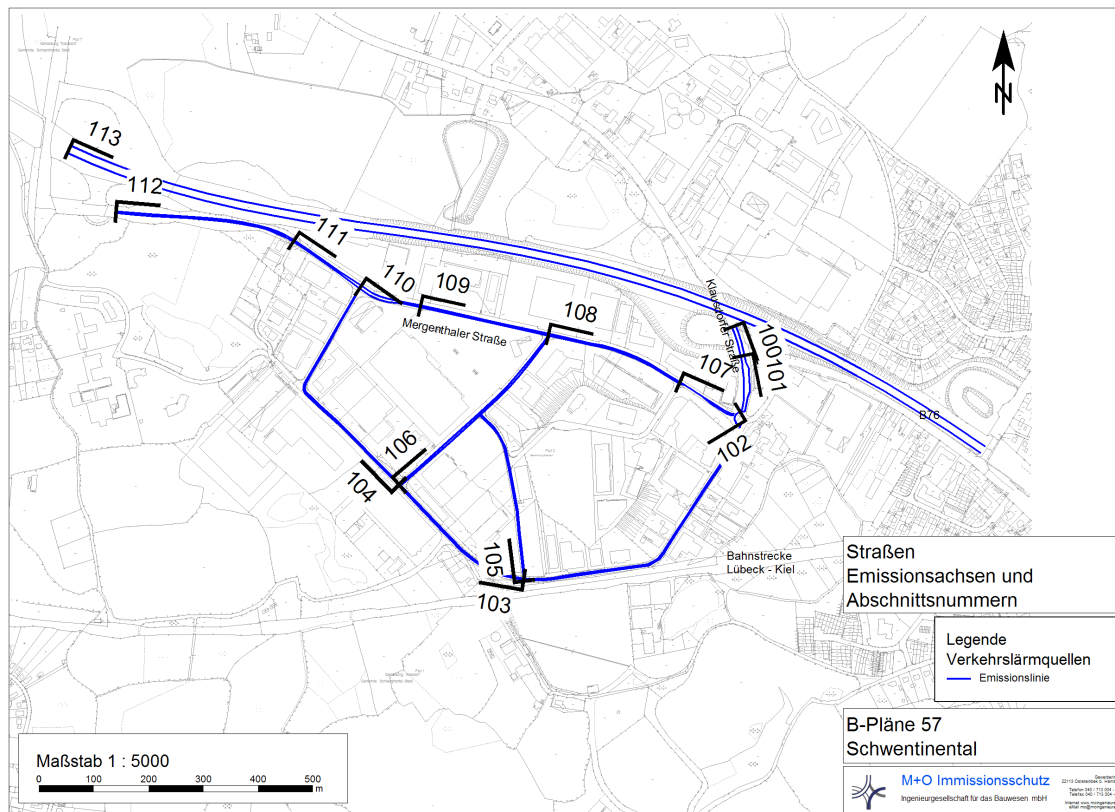 113
112
111
110
109
108
107
100
101
102
106
104
105
103
Mergenthaler Straße
Klausdorfer Straße
B76
Bahnstrecke
Lübeck - Kiel
N
Straßen
Emissionsachsen und
Abschnittsnummern
Legende
Verkehrslärmquellen
Emissionslinie
B-Pläne 57
Schwentinental
Maßstab 1 : 5000
0 100 200 300 400 500
m
M+O Immissionsschutz
Ingenieurgesellschaft für das Bauwesen mbH